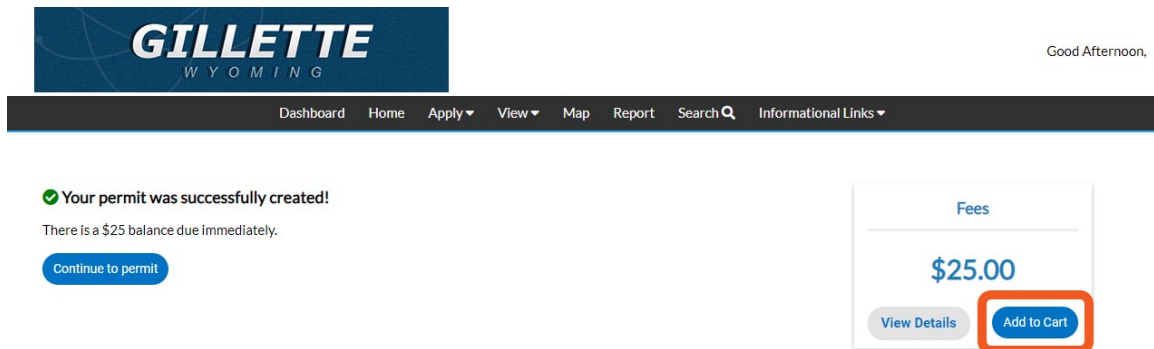 GILLETTE
WYOMING
Good Afternoon,
Dashboard Home Apply View Map Report Search Informational Links
Your permit was successfully created!
There is a $25 balance due immediately.
Continue to permit
Fees
$25.00
View Details Add to Cart